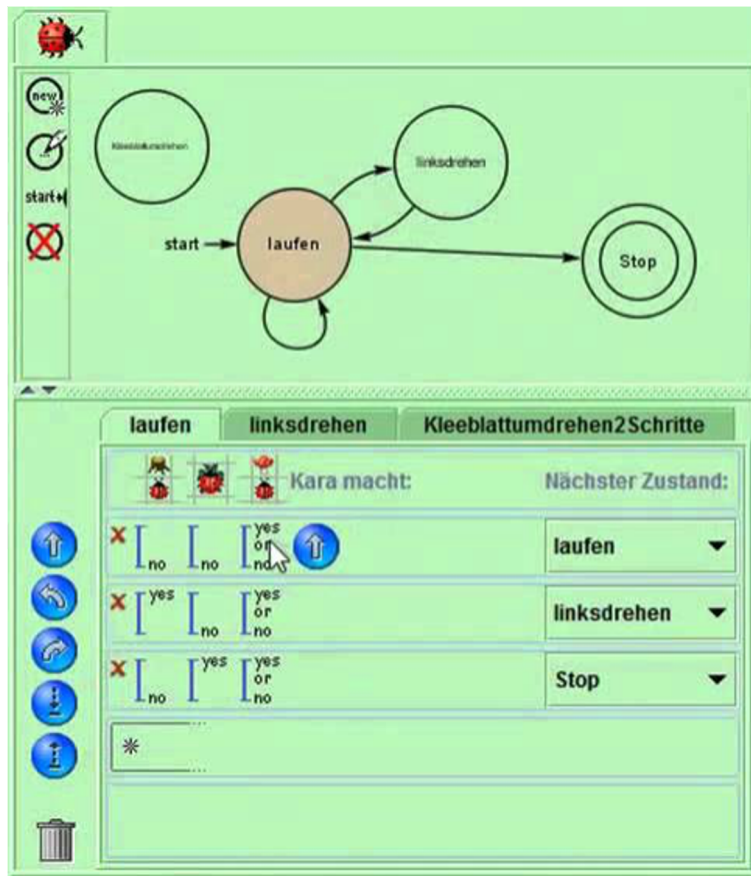 new
start
Kleeblattumdrehen
linksdrehen
start
laufen
Stop
laufen
linksdrehen
Kleeblattumdrehen2Schritte
Kara macht:
Nächster Zustand:
no
no
yes
or
no
laufen
yes
no
yes
or
no
linksdrehen
no
yes
yes
or
no
Stop